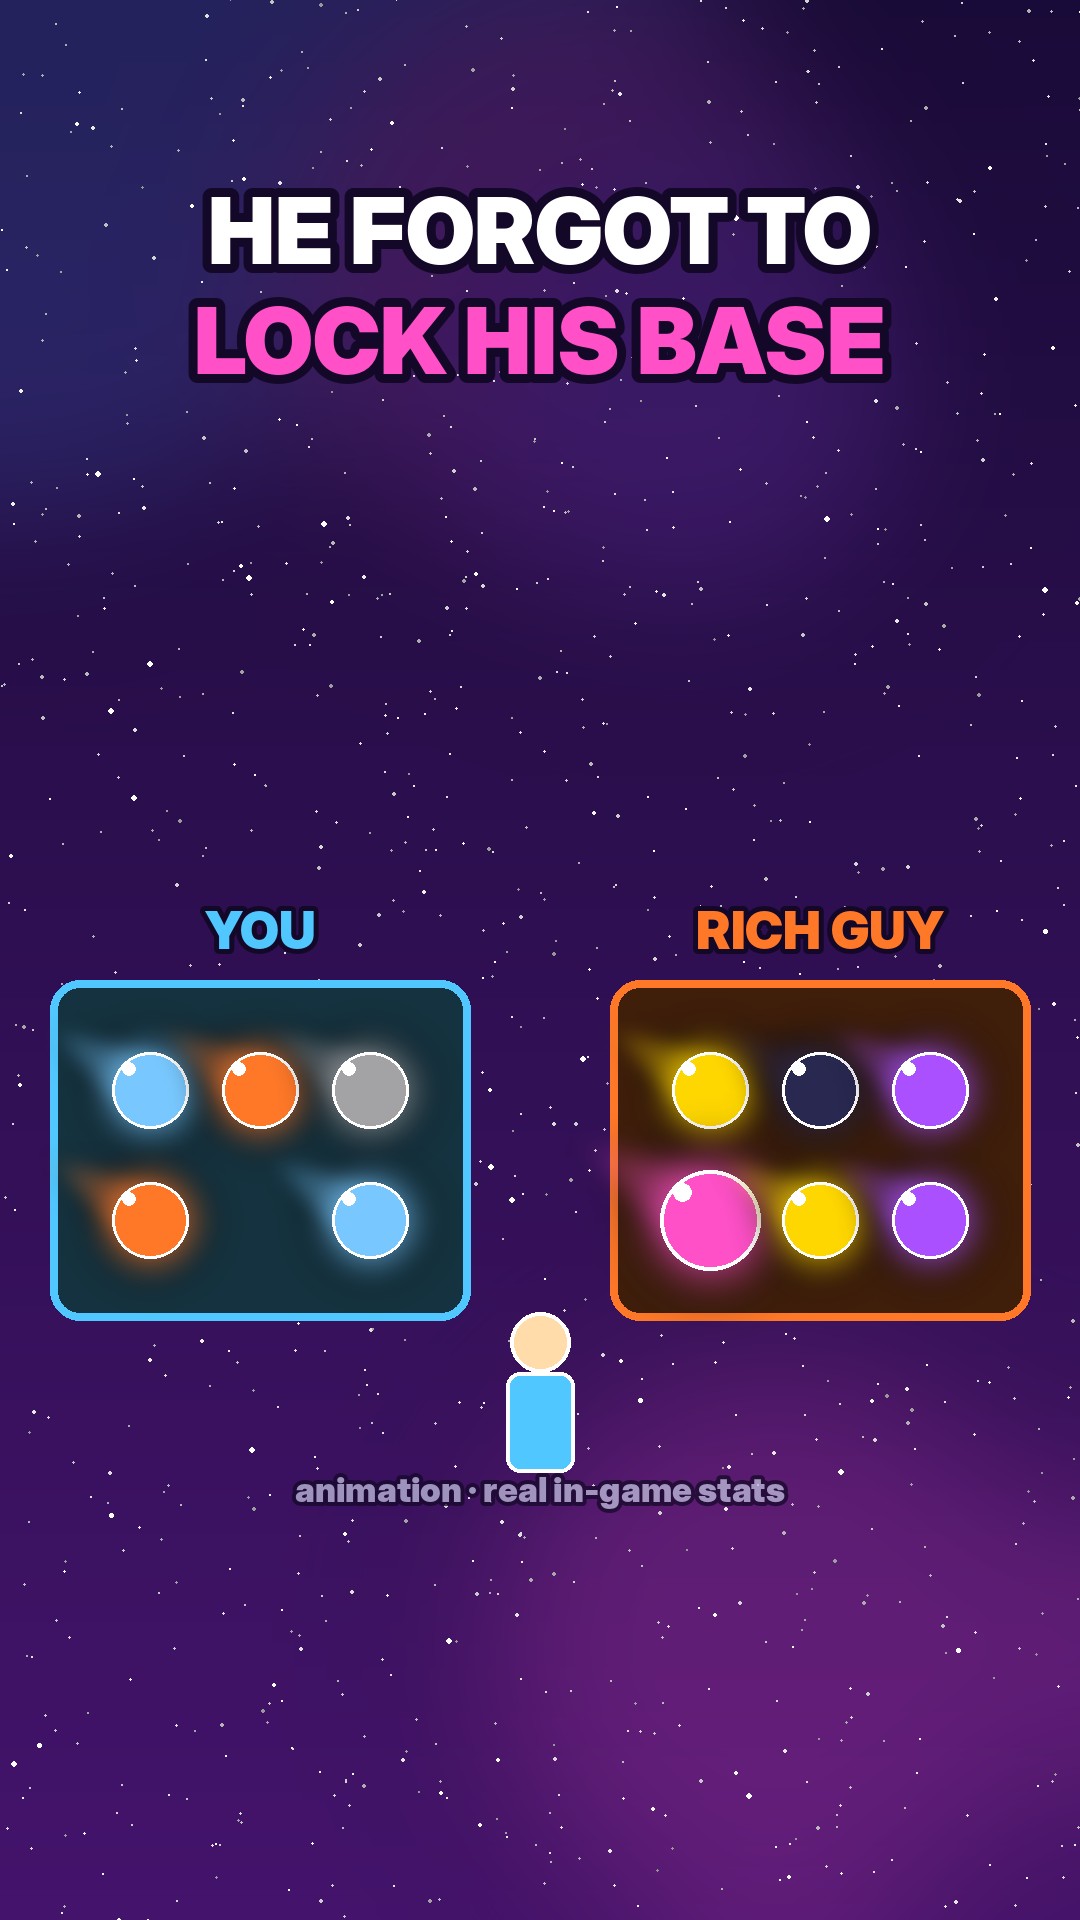 HE FORGOT TO
LOCK HIS BASE
YOU
RICH GUY
animation · real in-game stats